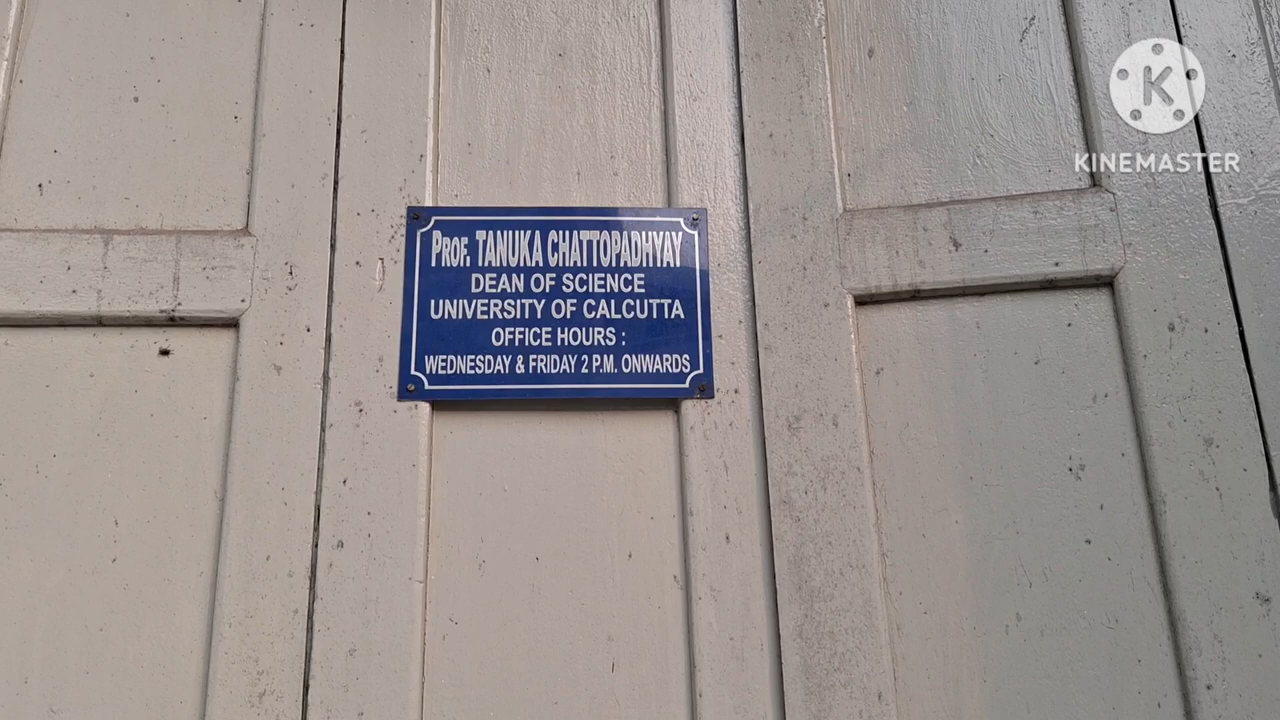 PROF. TANUKA CHATTOPADHYAY
DEAN OF SCIENCE
UNIVERSITY OF CALCUTTA
OFFICE HOURS :
WEDNESDAY & FRIDAY 2 P.M. ONWARDS
K
KINEMASTER